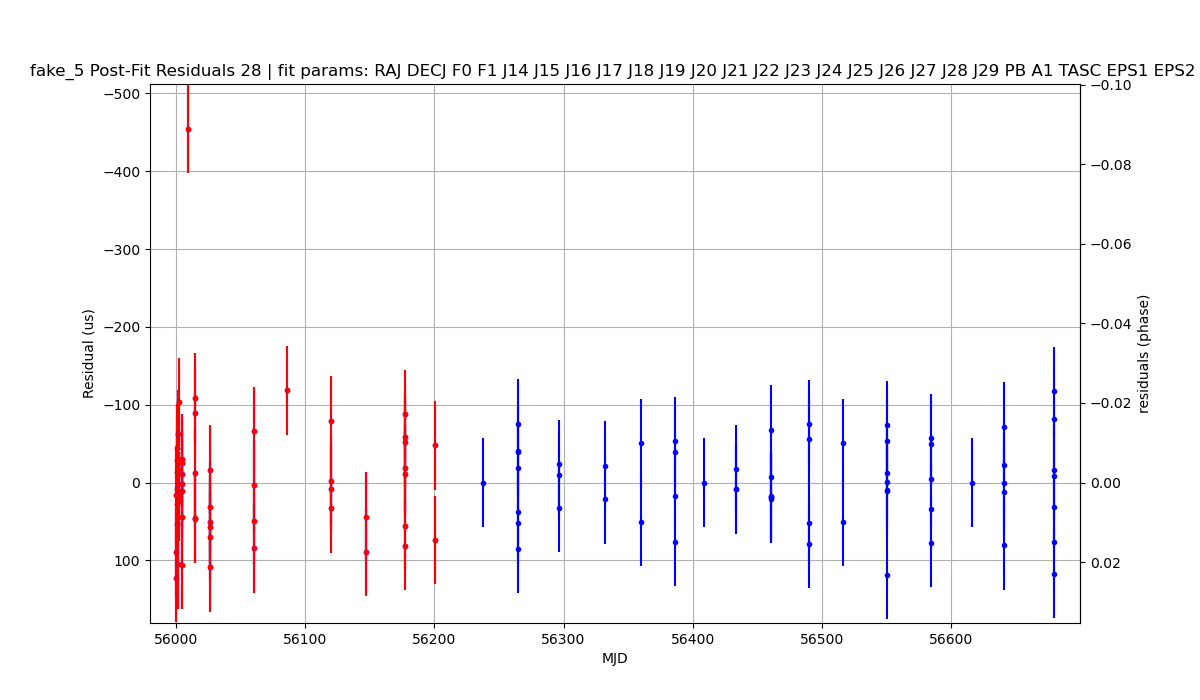 fake_5 Post-Fit Residuals 28 | fit params: RAJ DECJ F0 F1 J14 J15 J16 J17 J18 J19 J20 J21 J22 J23 J24 J25 J26 J27 J28 J29 PB A1 TASC EPS1 EPS2
−500
−400
−300
−200
−100
0
100
Residual (us)
−0.10
−0.08
−0.06
−0.04
−0.02
0.00
0.02
residuals (phase)
56000 56100 56200 56300 56400 56500 56600
MJD